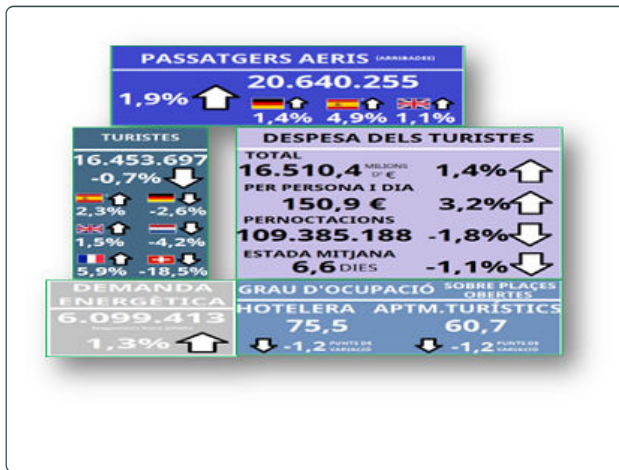 PASSATGERS AERIS (ARRIBADES)
20.640.255
1,9%
1,4% 4,9% 1,1%
TURISTES
16.453.697
-0,7%
2,3% -2,6%
1,5% -4,2%
5,9% -18,5%
DESPESA DELS TURISTES
TOTAL
16.510,4 MILIONS D'€ 1,4%
PER PERSONA I DIA
150,9 € 3,2%
PERNOCTACIONS
109.385.188 -1,8%
ESTADA MITJANA
6,6 DIES -1,1%
DEMANDA
ENERGÈTICA
6.099.413
1,3%
GRAU D'OCUPACIÓ SOBRE PLAÇES OBERTES
HOTELERA APTM.TURÍSTICS
75,5 60,7
-1,2 PUNTS DE VARIACIÓ -1,2 PUNTS DE VARIACIÓ